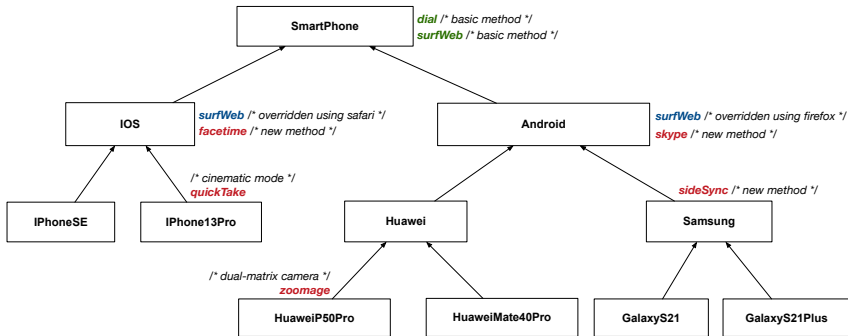 SmartPhone
dial /* basic method */
surfWeb /* basic method */
IOS
surfWeb /* overridden using safari */
facetime /* new method */
Android
surfWeb /* overridden using firefox */
skype /* new method */
/* cinematic mode */
quickTake
sideSync /* new method */
IPhoneSE
IPhone13Pro
Huawei
Samsung
/* dual-matrix camera */
zoomage
HuaweiP50Pro
HuaweiMate40Pro
GalaxyS21
GalaxyS21Plus